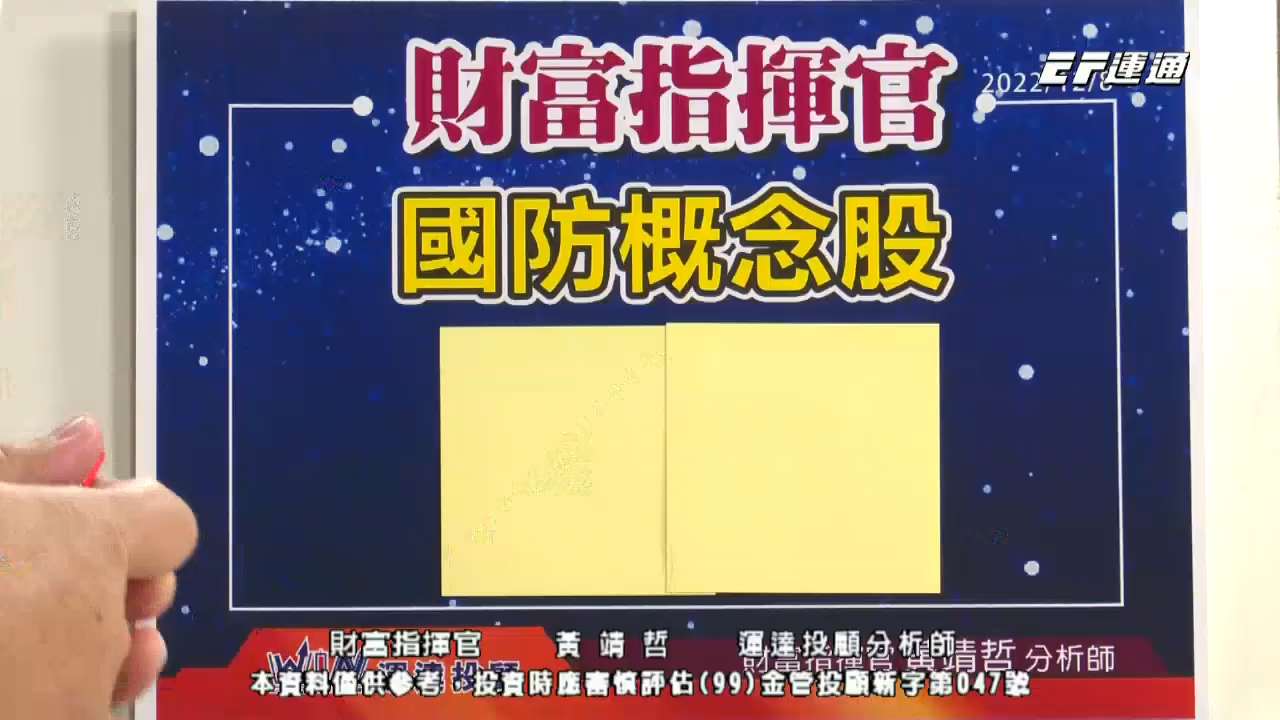 財富指揮官
EF運通
國防概念股
財富指揮官 黃靖哲 運達投顧分析師
財富指揮官 黃靖哲 分析師
本資料僅供參考 投資時應審慎評估(99)金管投顧新字第047號